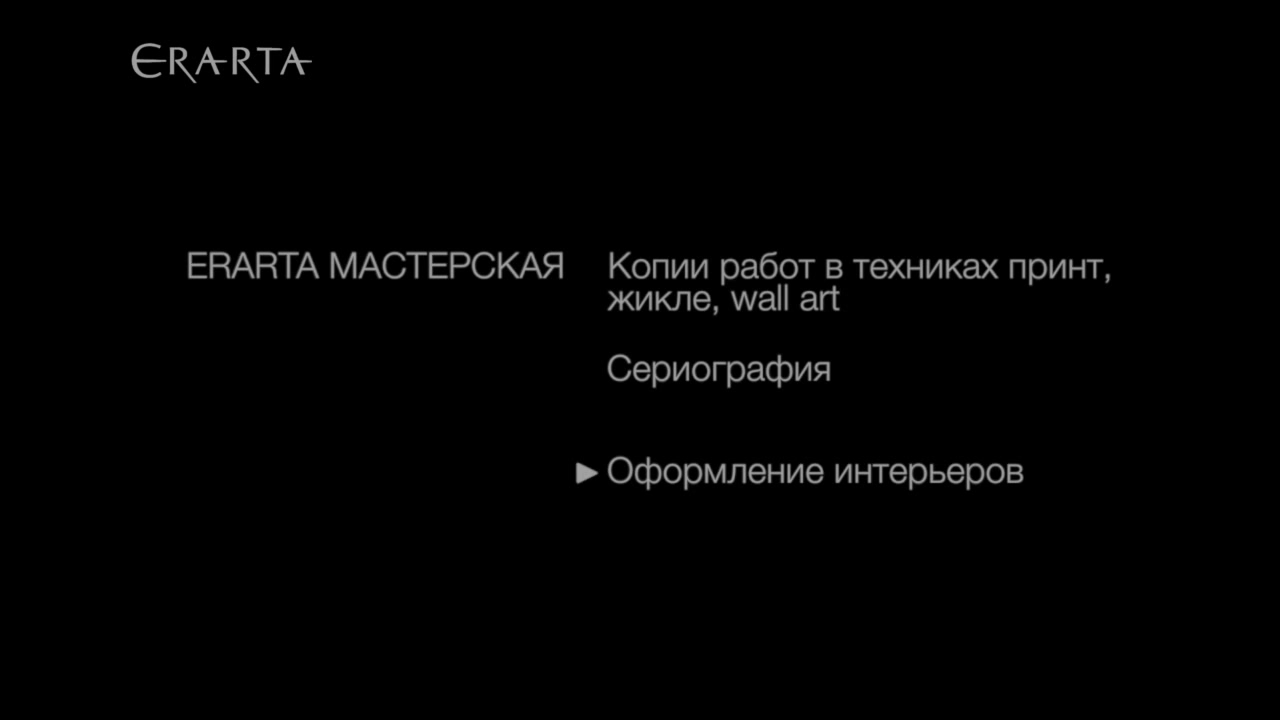 ERARTA
ERARTA МАСТЕРСКАЯ
Копии работ в техниках принт,
жикле, wall art
Сериография
Оформление интерьеров